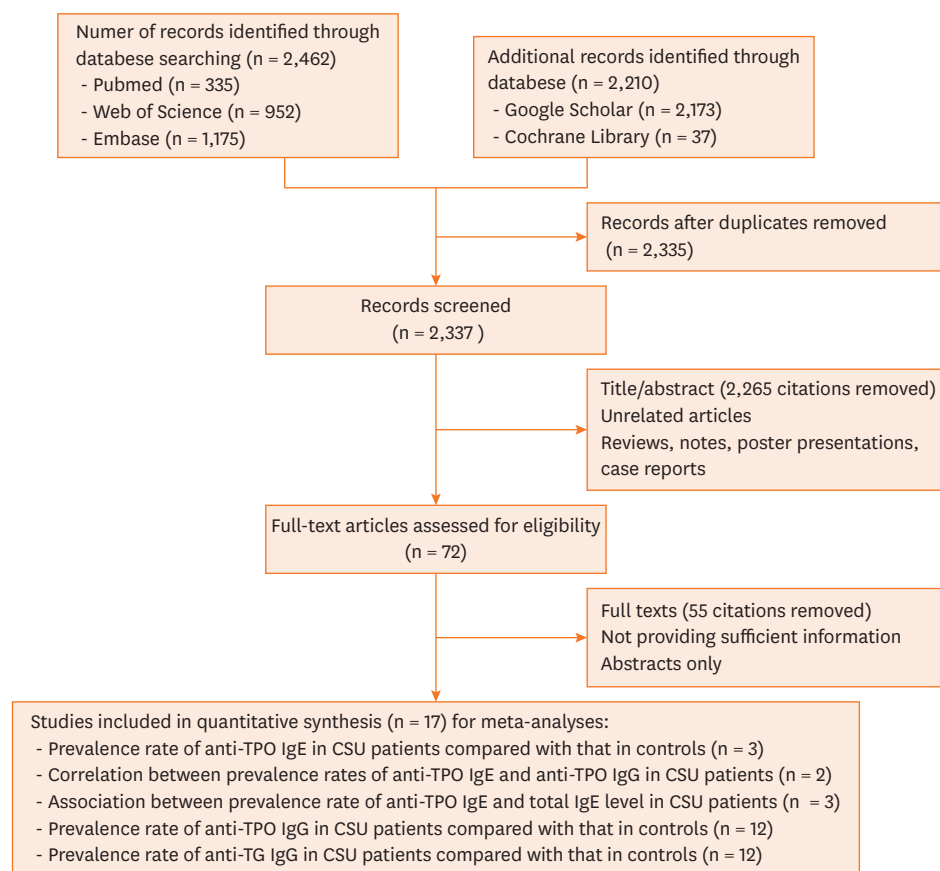 Numer of records identified through
databese searching (n = 2,462)
- Pubmed (n = 335)
- Web of Science (n = 952)
- Embase (n = 1,175)
Additional records identified through
databese (n = 2,210)
- Google Scholar (n = 2,173)
- Cochrane Library (n = 37)
Records after duplicates removed
(n = 2,335)
Records screened
(n = 2,337 )
Title/abstract (2,265 citations removed)
Unrelated articles
Reviews, notes, poster presentations,
case reports
Full-text articles assessed for eligibility
(n = 72)
Full texts (55 citations removed)
Not providing sufficient information
Abstracts only
Studies included in quantitative synthesis (n = 17) for meta-analyses:
- Prevalence rate of anti-TPO IgE in CSU patients compared with that in controls (n = 3)
- Correlation between prevalence rates of anti-TPO IgE and anti-TPO IgG in CSU patients (n = 2)
- Association between prevalence rate of anti-TPO IgE and total IgE level in CSU patients (n = 3)
- Prevalence rate of anti-TPO IgG in CSU patients compared with that in controls (n = 12)
- Prevalence rate of anti-TG IgG in CSU patients compared with that in controls (n = 12)